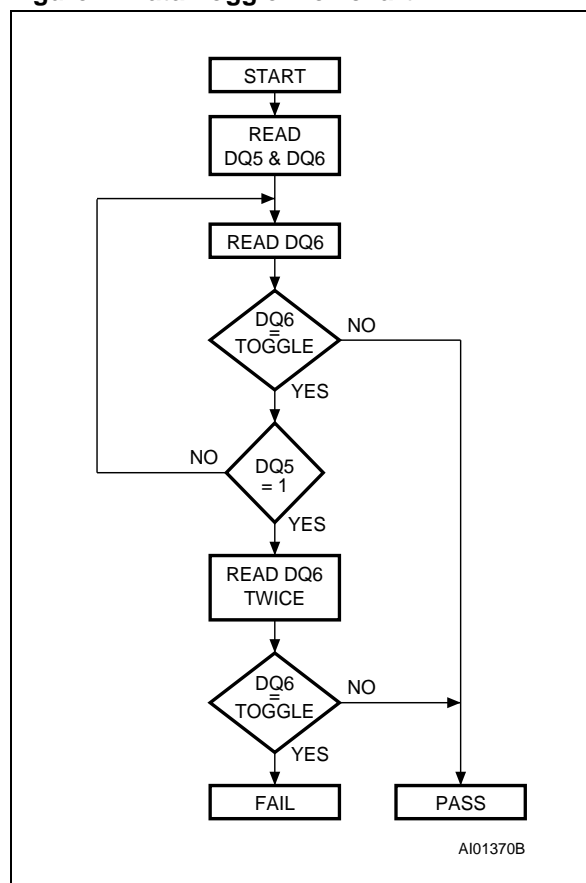 START
READ
DQ5 & DQ6
READ DQ6
DQ6
=
TOGGLE
NO
YES
NO
DQ5
= 1
YES
READ DQ6
TWICE
DQ6
=
TOGGLE
NO
YES
FAIL
PASS
AI01370B